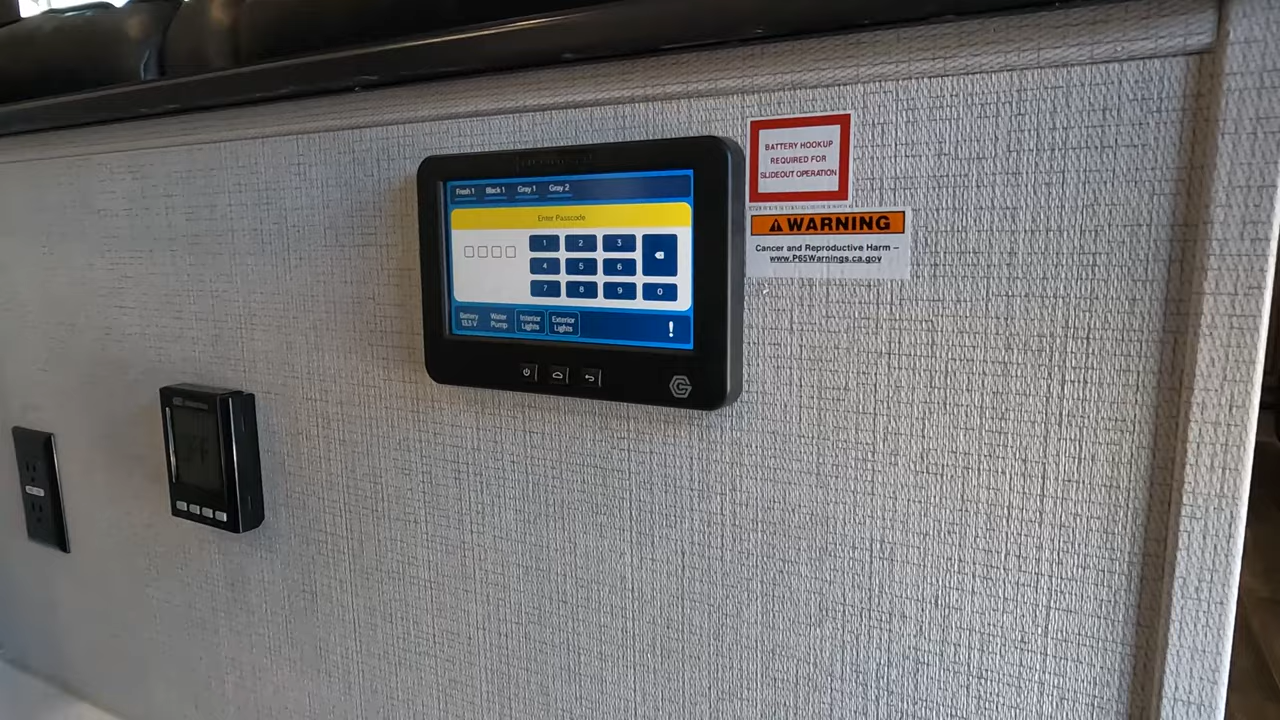 Fresh 1 Black 1 Gray 1 Gray 2
Enter Passcode
1 2 3
4 5 6
7 8 9 0
Battery
13.5 V
Water
Pump
Interior
Lights
Exterior
Lights
!
BATTERY HOOKUP
REQUIRED FOR
SLIDEOUT OPERATION
WARNING
Cancer and Reproductive Harm –
www.P65Warnings.ca.gov